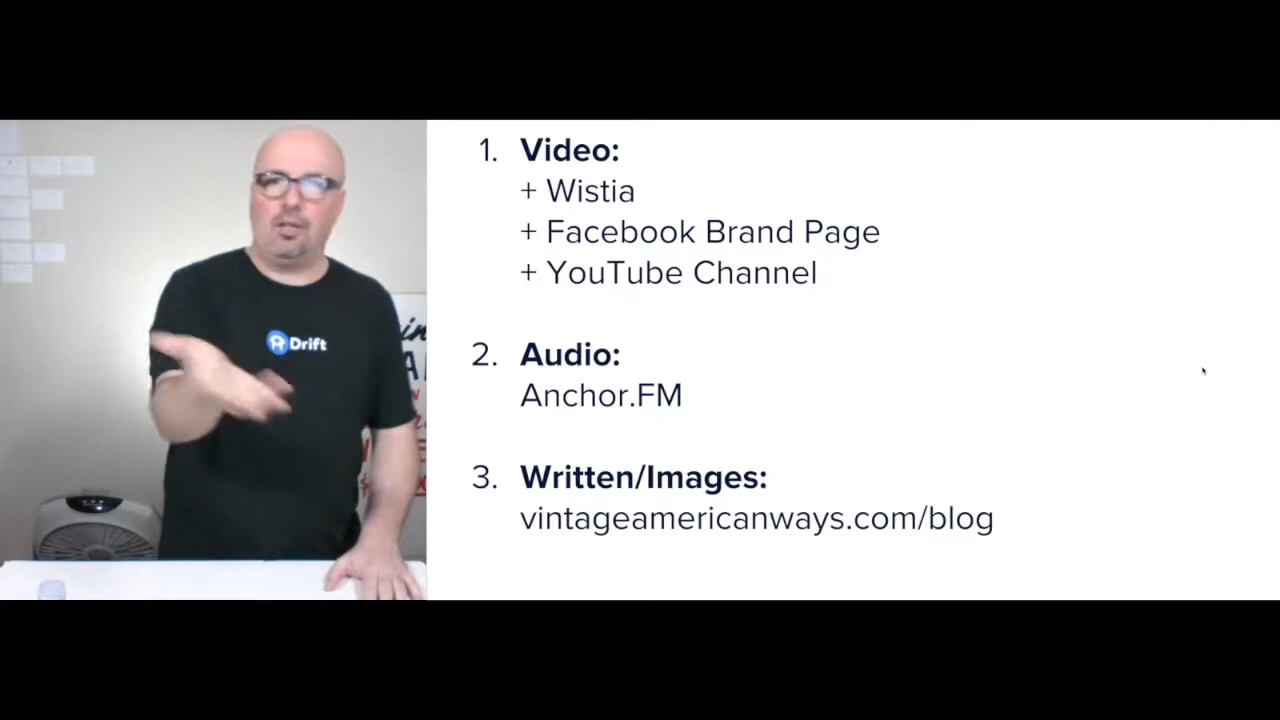 1. Video:
+ Wistia
+ Facebook Brand Page
+ YouTube Channel
2. Audio:
Anchor.FM
3. Written/Images:
vintageamericanways.com/blog
Drift